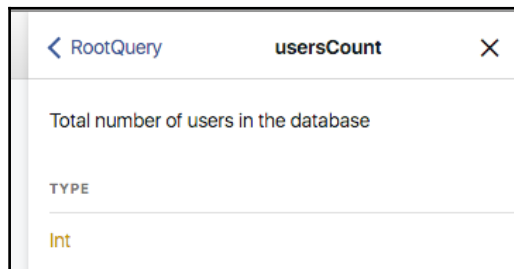 RootQuery usersCount
Total number of users in the database
TYPE
Int